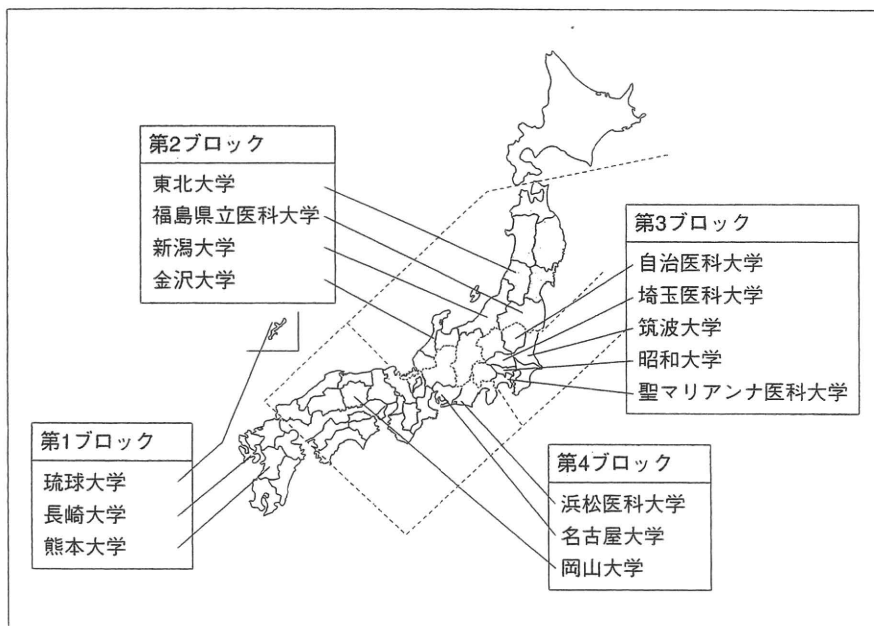 第2ブロック
東北大学
福島県立医科大学
新潟大学
金沢大学
第3ブロック
自治医科大学
埼玉医科大学
筑波大学
昭和大学
聖マリアンナ医科大学
第1ブロック
琉球大学
長崎大学
熊本大学
第4ブロック
浜松医科大学
名古屋大学
岡山大学